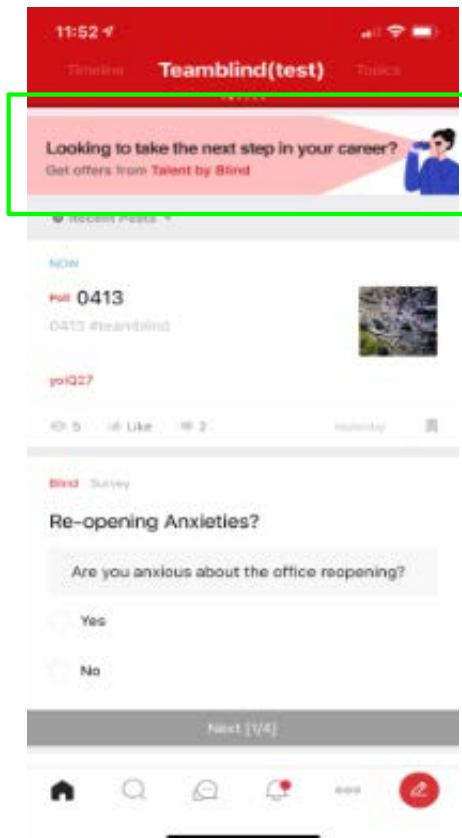 11:52
Timeline Teamblind(test) Topics
Looking to take the next step in your career?
Get offers from Talent by Blind
Recent Posts
NOW
Poll 0413
0413 #teamblind
yolQ27
5 Like 2 Yesterday
Blind Survey
Re-opening Anxieties?
Are you anxious about the office reopening?
Yes
No
Next [1/4]